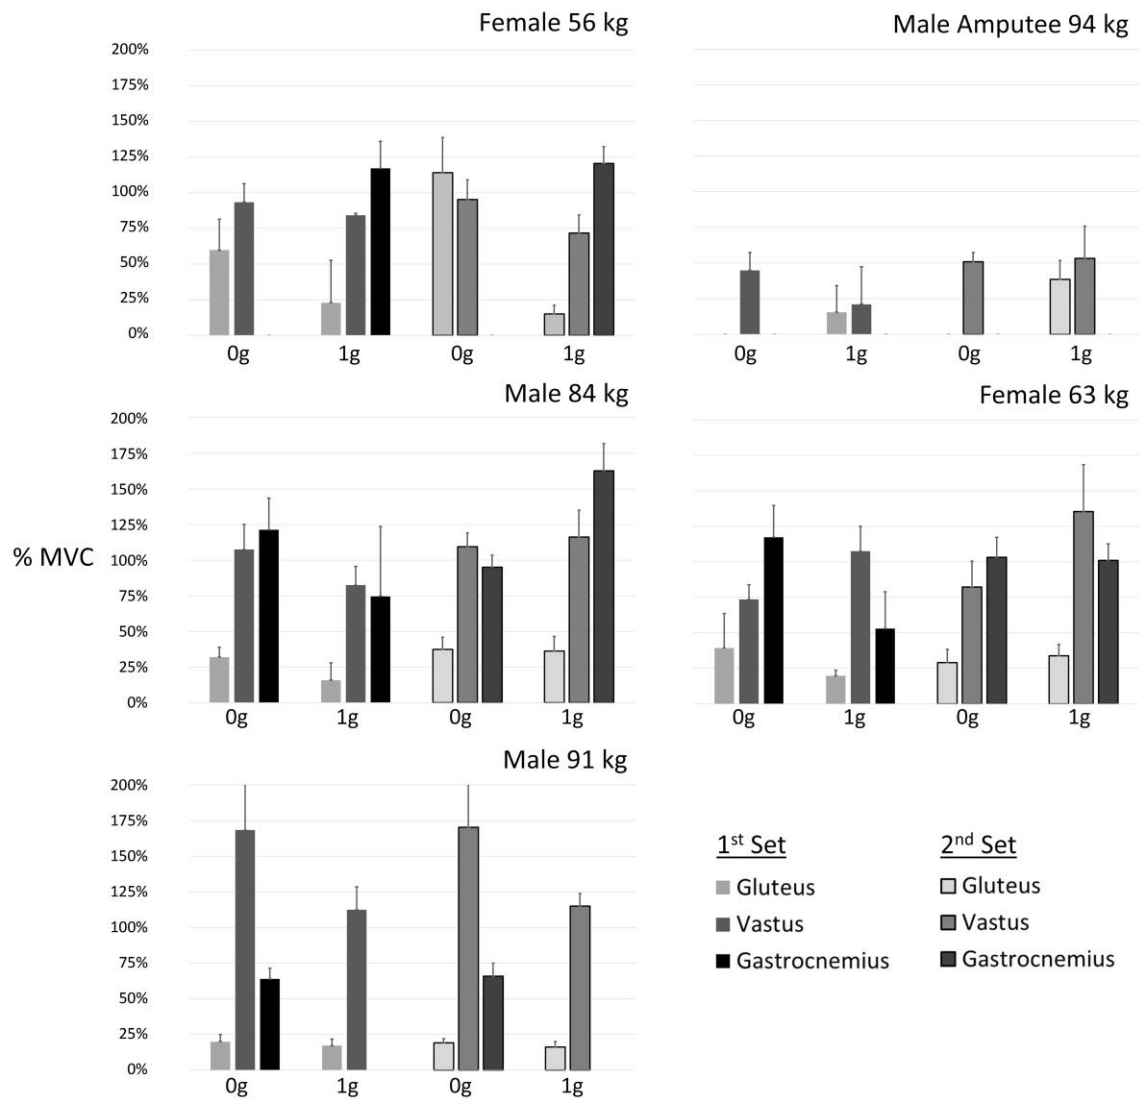 Female 56 kg
Male Amputee 94 kg
200%
175%
150%
125%
100%
75%
50%
25%
0%
0g 1g 0g 1g
0g 1g 0g 1g
Male 84 kg
Female 63 kg
% MVC
200%
175%
150%
125%
100%
75%
50%
25%
0%
0g 1g 0g 1g
0g 1g 0g 1g
Male 91 kg
200%
175%
150%
125%
100%
75%
50%
25%
0%
0g 1g 0g 1g
1st Set
Gluteus
Vastus
Gastrocnemius
2nd Set
Gluteus
Vastus
Gastrocnemius